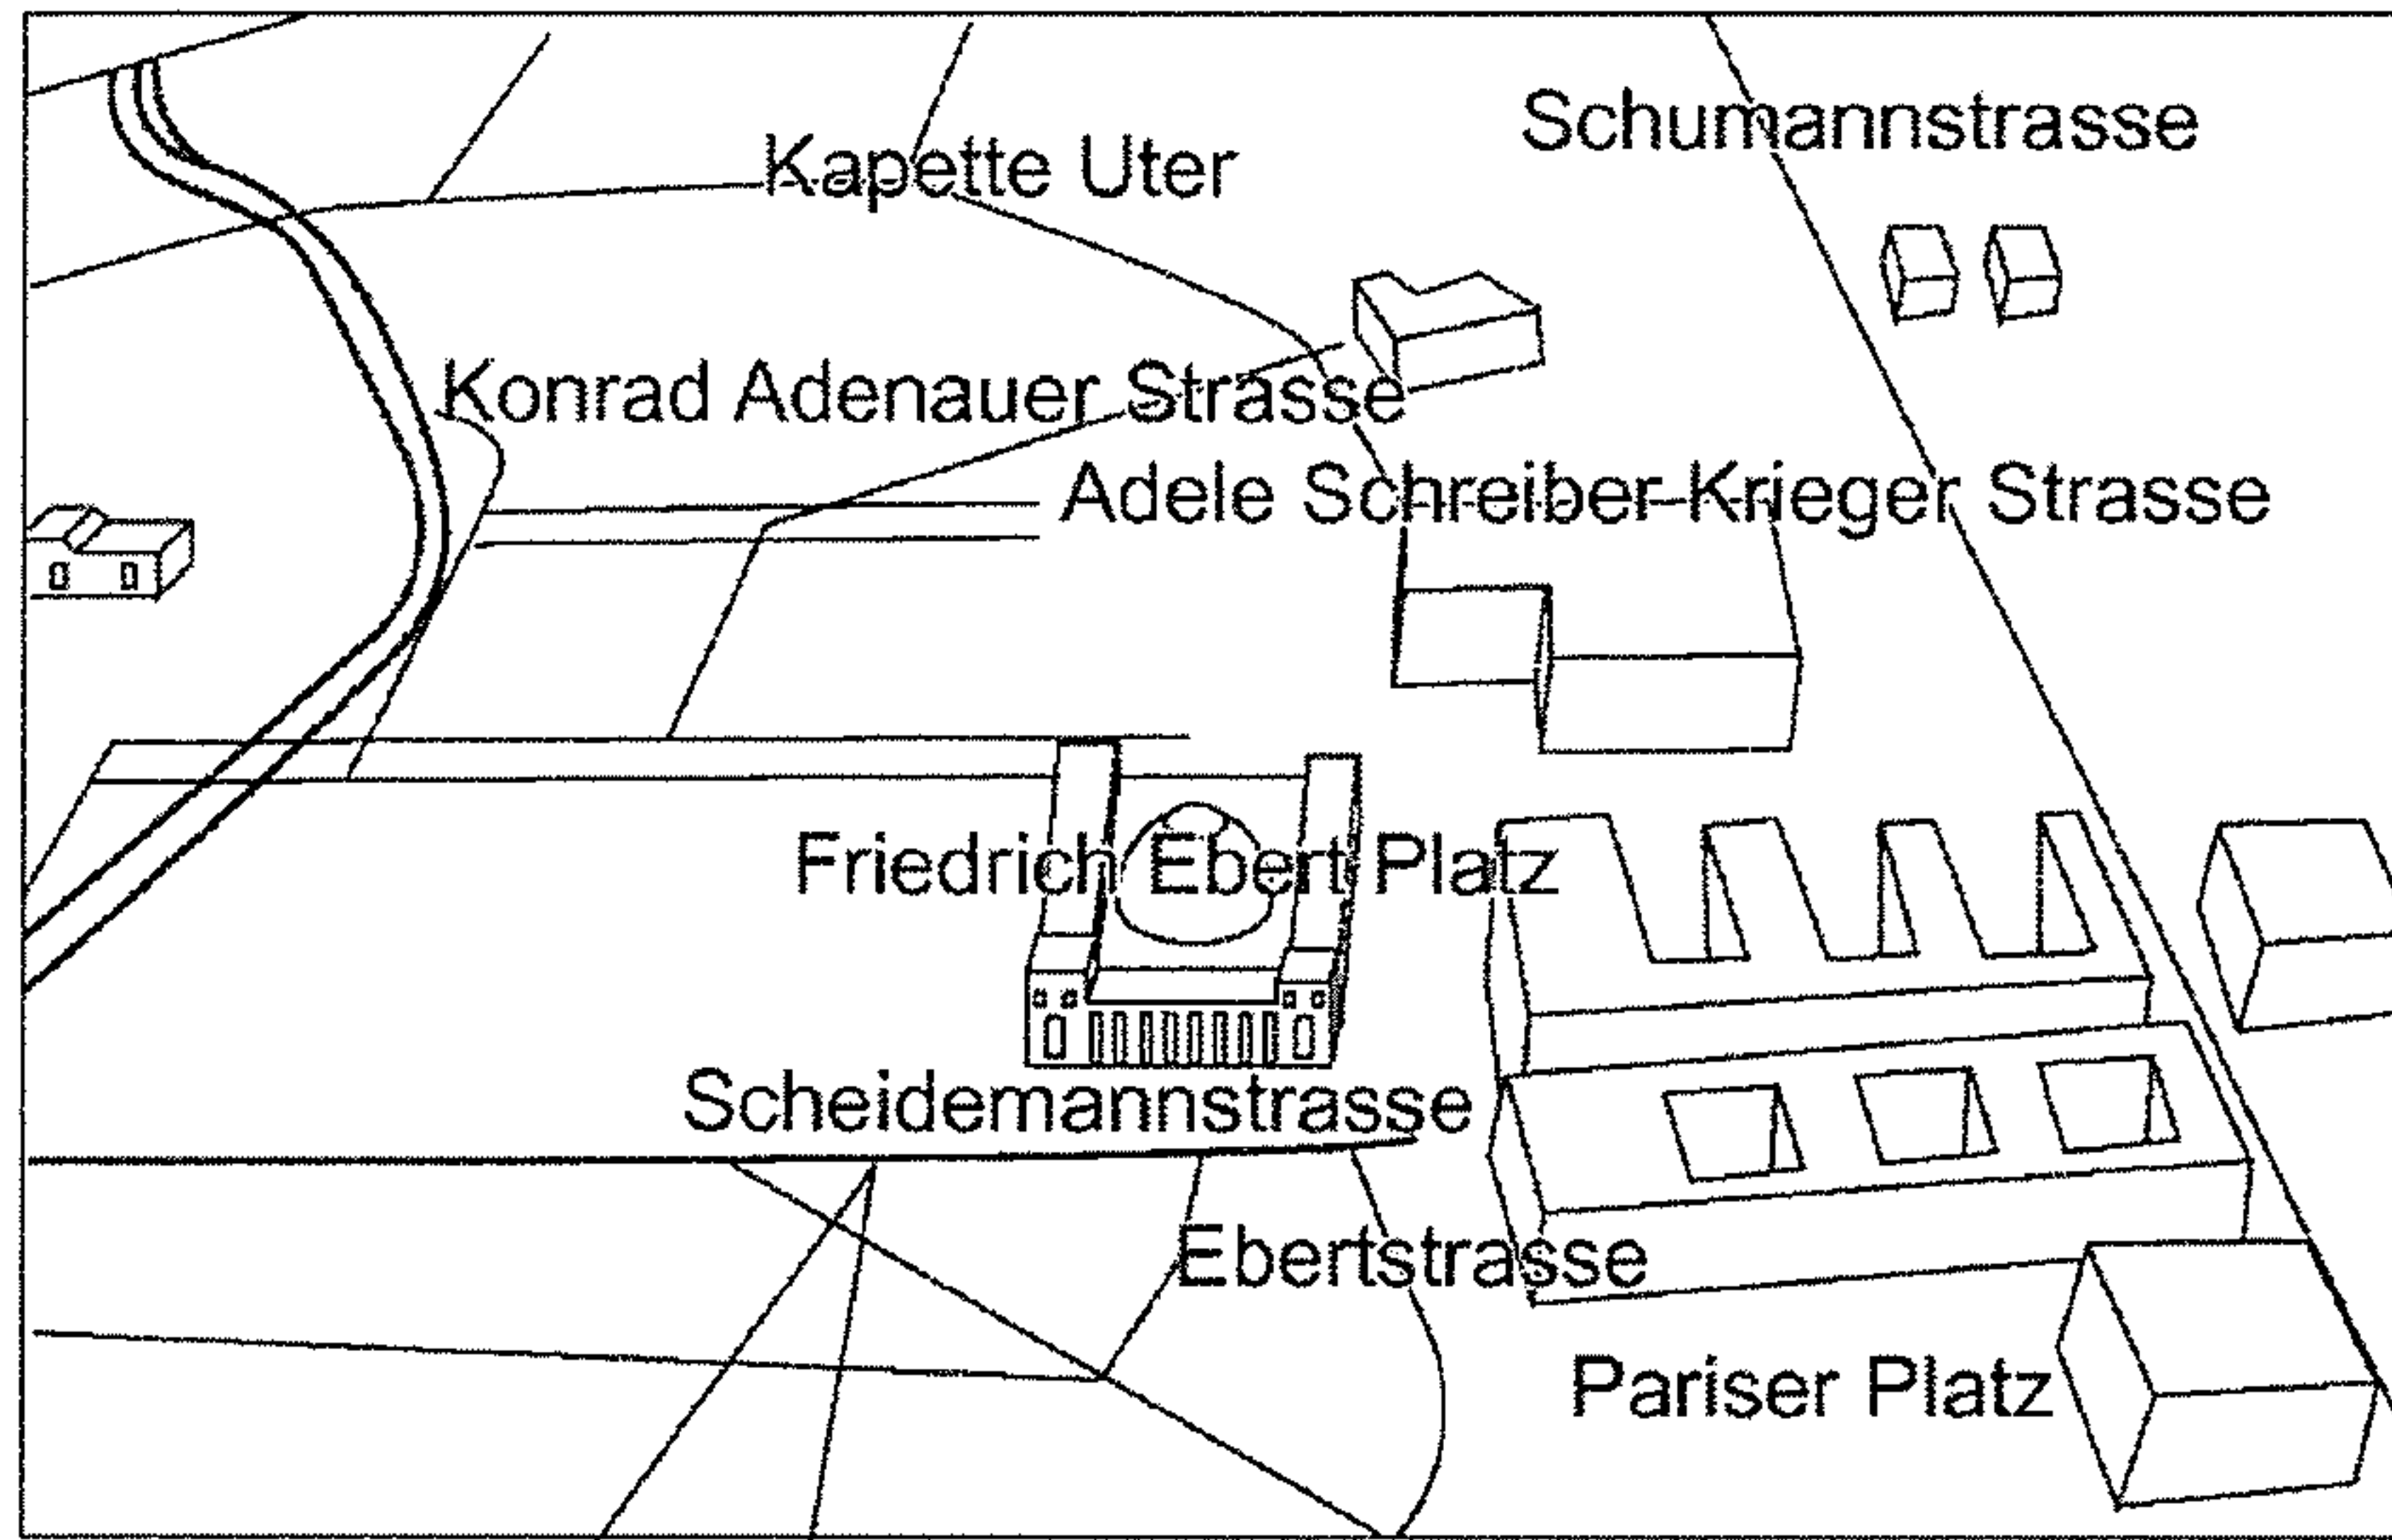 Schumannstrasse
Kapette Uter
Konrad Adenauer Strasse
Adele Schreiber-Krieger Strasse
Friedrich Ebert Platz
Scheidemannstrasse
Ebertstrasse
Pariser Platz